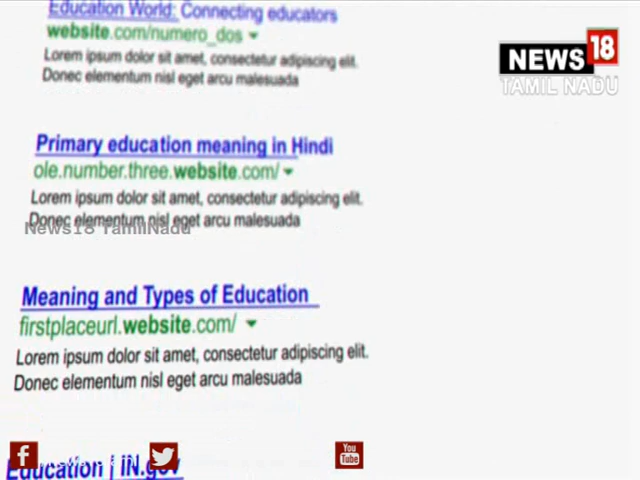 Education World: Connecting educators
website.com/numero_dos
Lorem ipsum dolor sit amet, consectetur adipiscing elit.
Donec elementum nisl eget arcu malesuada
NEWS 18
TAMIL NADU
Primary education meaning in Hindi
ole.number.three.website.com/
Lorem ipsum dolor sit amet, consectetur adipiscing elit.
Donec elementum nisl eget arcu malesuada
News18 TamilNadu
Meaning and Types of Education
firstplaceurl.website.com/
Lorem ipsum dolor sit amet, consectetur adipiscing elit.
Donec elementum nisl eget arcu malesuada
Education | IN.gov
f
You
Tube